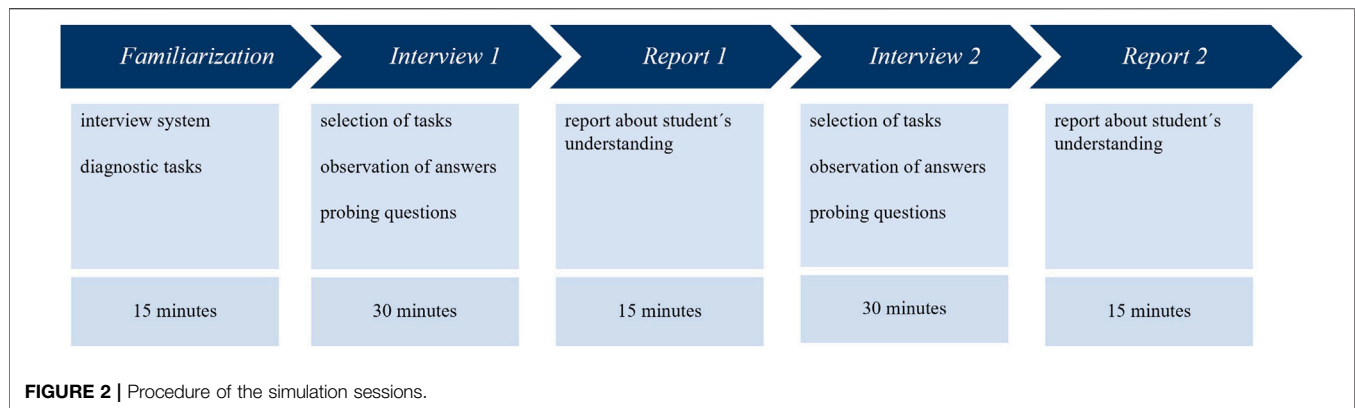 Familiarization
Interview 1
Report 1
Interview 2
Report 2
interview system
diagnostic tasks
selection of tasks
observation of answers
probing questions
report about student´s
understanding
selection of tasks
observation of answers
probing questions
report about student´s
understanding
15 minutes
30 minutes
15 minutes
30 minutes
15 minutes
FIGURE 2 | Procedure of the simulation sessions.